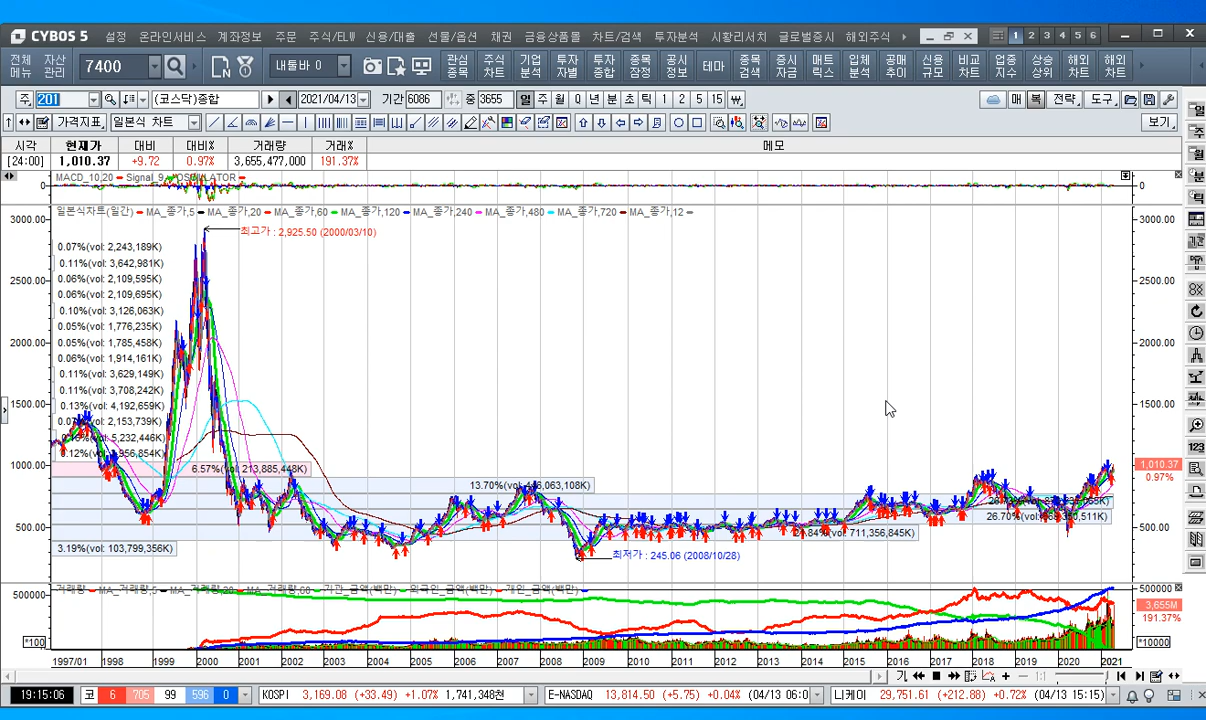 CYBOS 5 설정 온라인서비스 계좌정보 주문 주식/ELW 신용/대출 선물/옵션 채권 금융상품몰 차트/검색 투자분석 시황리서치 글로벌증시 해외주식 1 2 3 4 5 6
전체메뉴 자산관리 7400 내툴바 0 관심종목 주식차트 기업분석 투자자별 투자종합 종목잠정 공시정보 테마 종목검색 증시자금 매트릭스 입체분석 공매추이 신용규모 비교차트 업종지수 상승상위 해외차트 해외차트
주 201 (코스닥)종합 2021/04/13 기간 6086 중 3655 일 주 월 Q 년 분 초 틱 1 2 5 15 ₩ 매 복 전략 도구
가격지표 일본식 차트 보기
시각 현재가 대비 대비% 거래량 거래% 메모
[24:00] 1,010.37 +9.72 0.97% 3,655,477,000 191.37%
MACD_10,20 Signal_9 OSCILLATOR
0 0
일본식차트(일간) MA_종가,5 MA_종가,20 MA_종가,60 MA_종가,120 MA_종가,240 MA_종가,480 MA_종가,720 MA_종가,12
3000.00 3000.00
최고가 : 2,925.50 (2000/03/10)
0.07%(vol: 2,243,189K)
0.11%(vol: 3,642,981K)
2500.00 0.06%(vol: 2,109,595K) 2500.00
0.06%(vol: 2,109,695K)
0.10%(vol: 3,126,063K)
0.05%(vol: 1,776,235K)
2000.00 0.05%(vol: 1,785,458K) 2000.00
0.06%(vol: 1,914,161K)
0.11%(vol: 3,629,149K)
0.11%(vol: 3,708,242K)
1500.00 0.13%(vol: 4,192,659K) 1500.00
(vol: 2,153,739K)
5,232,446K)
0.12%
1000.00 6.57%(vol: 213,885,448K) 1,010.37
0.97%
13.70%
063,108K)
26.70%
500.00 711,356,845K) 500.00
3.19%(vol: 103,799,356K) 최저가 : 245.06 (2008/10/28)
거래량 MA_거래량,5 MA_거래량,20 MA_거래량,60 기관_금액(백만) 외국인_금액(백만) 개인_금액(백만)
500000 500000
3,655M
191.37%
*100 *10000
1997/01 1998 1999 2000 2001 2002 2003 2004 2005 2006 2007 2008 2009 2010 2011 2012 2013 2014 2015 2016 2017 2018 2019 2020 2021
19:15:06 코 6 705 99 596 0 KOSPI 3,169.08 (+33.49) +1.07% 1,741,348천 E-NASDAQ 13,814.50 (+5.75) +0.04% (04/13 06:0 니케이 29,751.61 (+212.88) +0.72% (04/13 15:15)